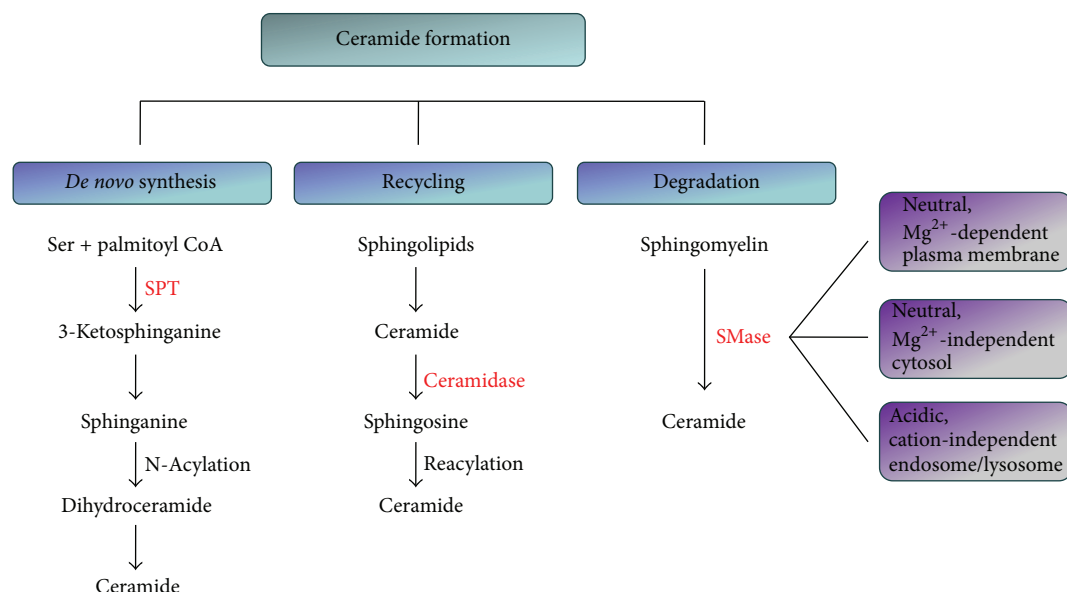 Ceramide formation
De novo synthesis
Ser + palmitoyl CoA
SPT
3-Ketosphinganine
Sphinganine
N-Acylation
Dihydroceramide
Ceramide
Recycling
Sphingolipids
Ceramide
Ceramidase
Sphingosine
Reacylation
Ceramide
Degradation
Sphingomyelin
SMase
Ceramide
Neutral,
Mg²⁺-dependent
plasma membrane
Neutral,
Mg²⁺-independent
cytosol
Acidic,
cation-independent
endosome/lysosome